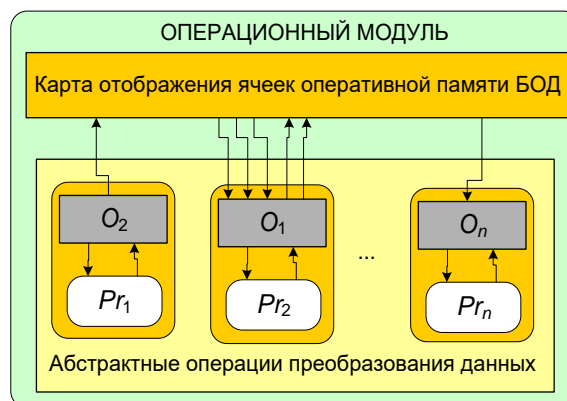 ОПЕРАЦИОННЫЙ МОДУЛЬ
Карта отображения ячеек оперативной памяти БОД
O2
O1
...
On
Pr1
Pr2
Prn
Абстрактные операции преобразования данных